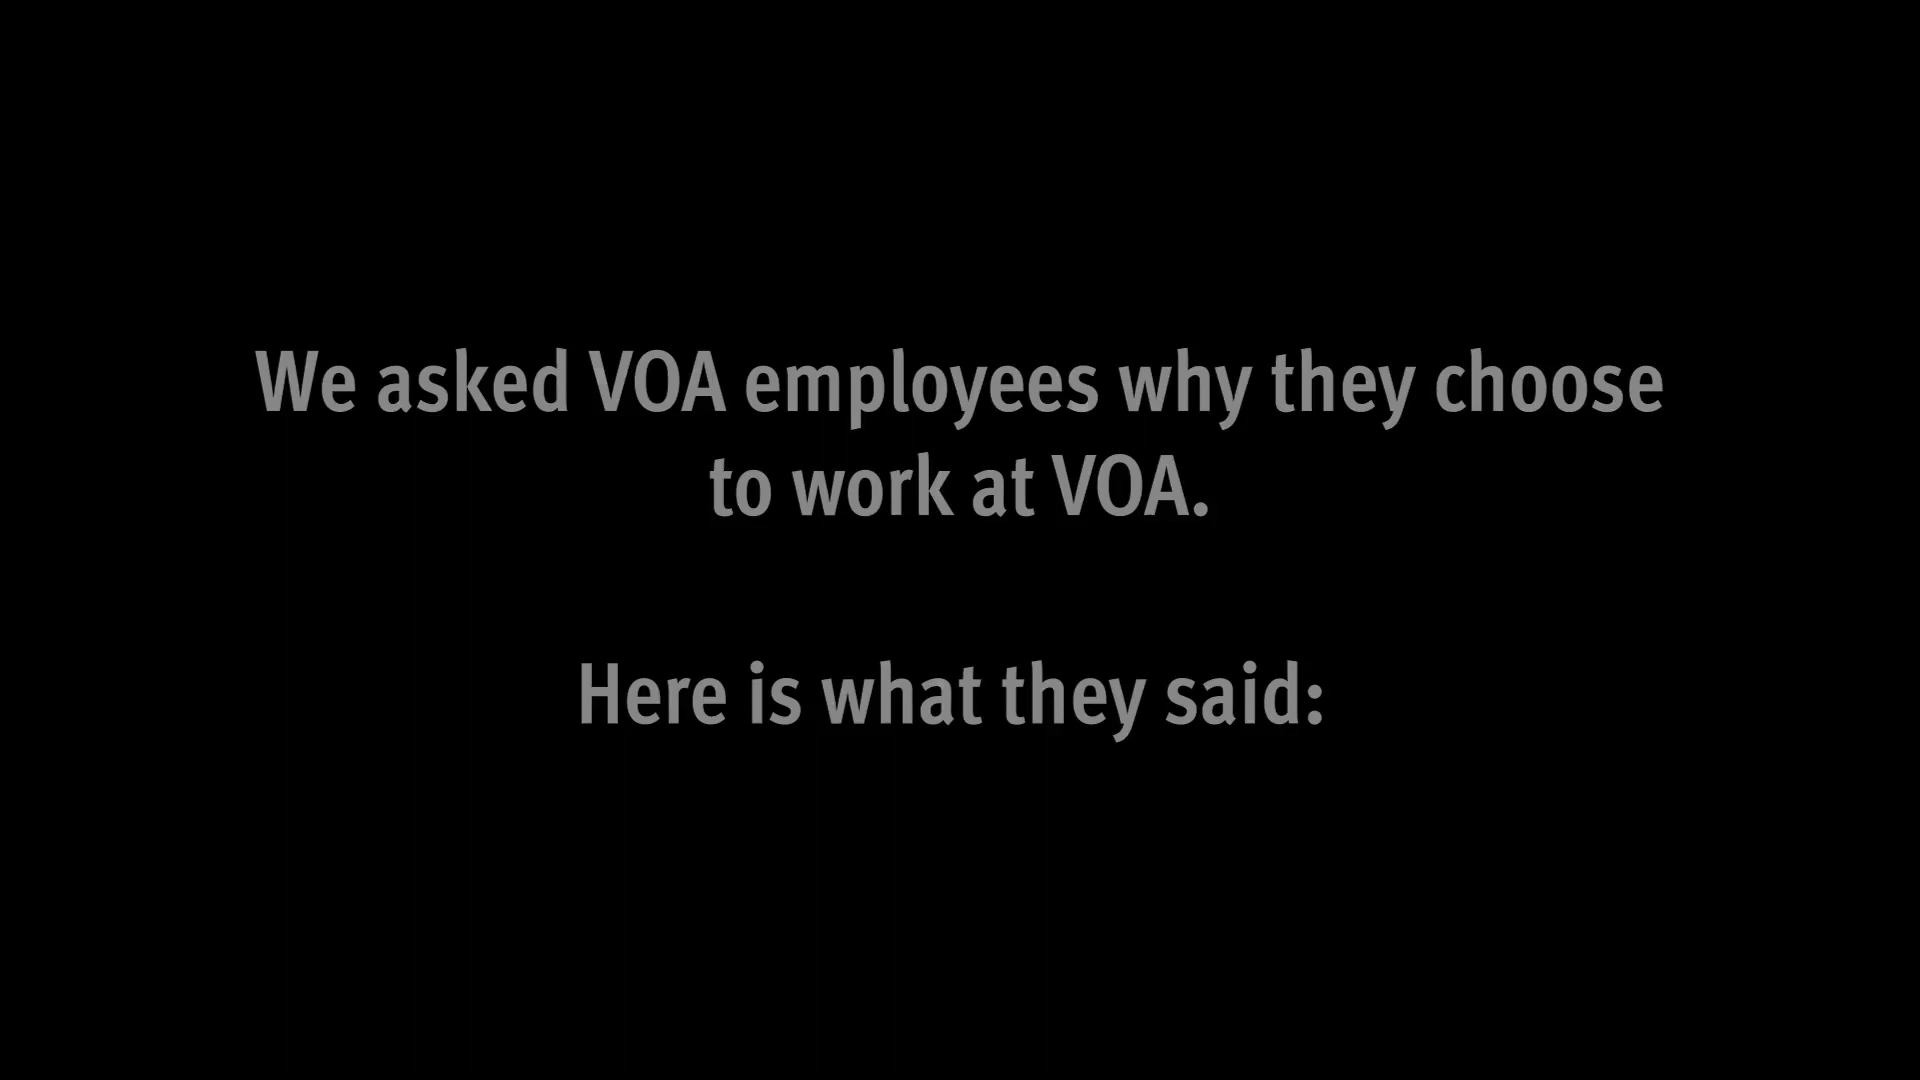 We asked VOA employees why they choose
to work at VOA.
Here is what they said: